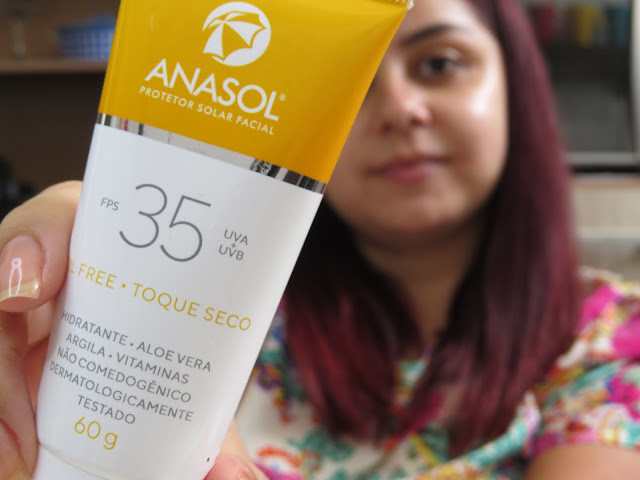 ANASOL®
PROTETOR SOLAR FACIAL
FPS 35 UVA + UVB
L FREE • TOQUE SECO
HIDRATANTE • ALOE VERA
ARGILA • VITAMINAS
NÃO COMEDOGÊNICO
DERMATOLOGICAMENTE
TESTADO
60g